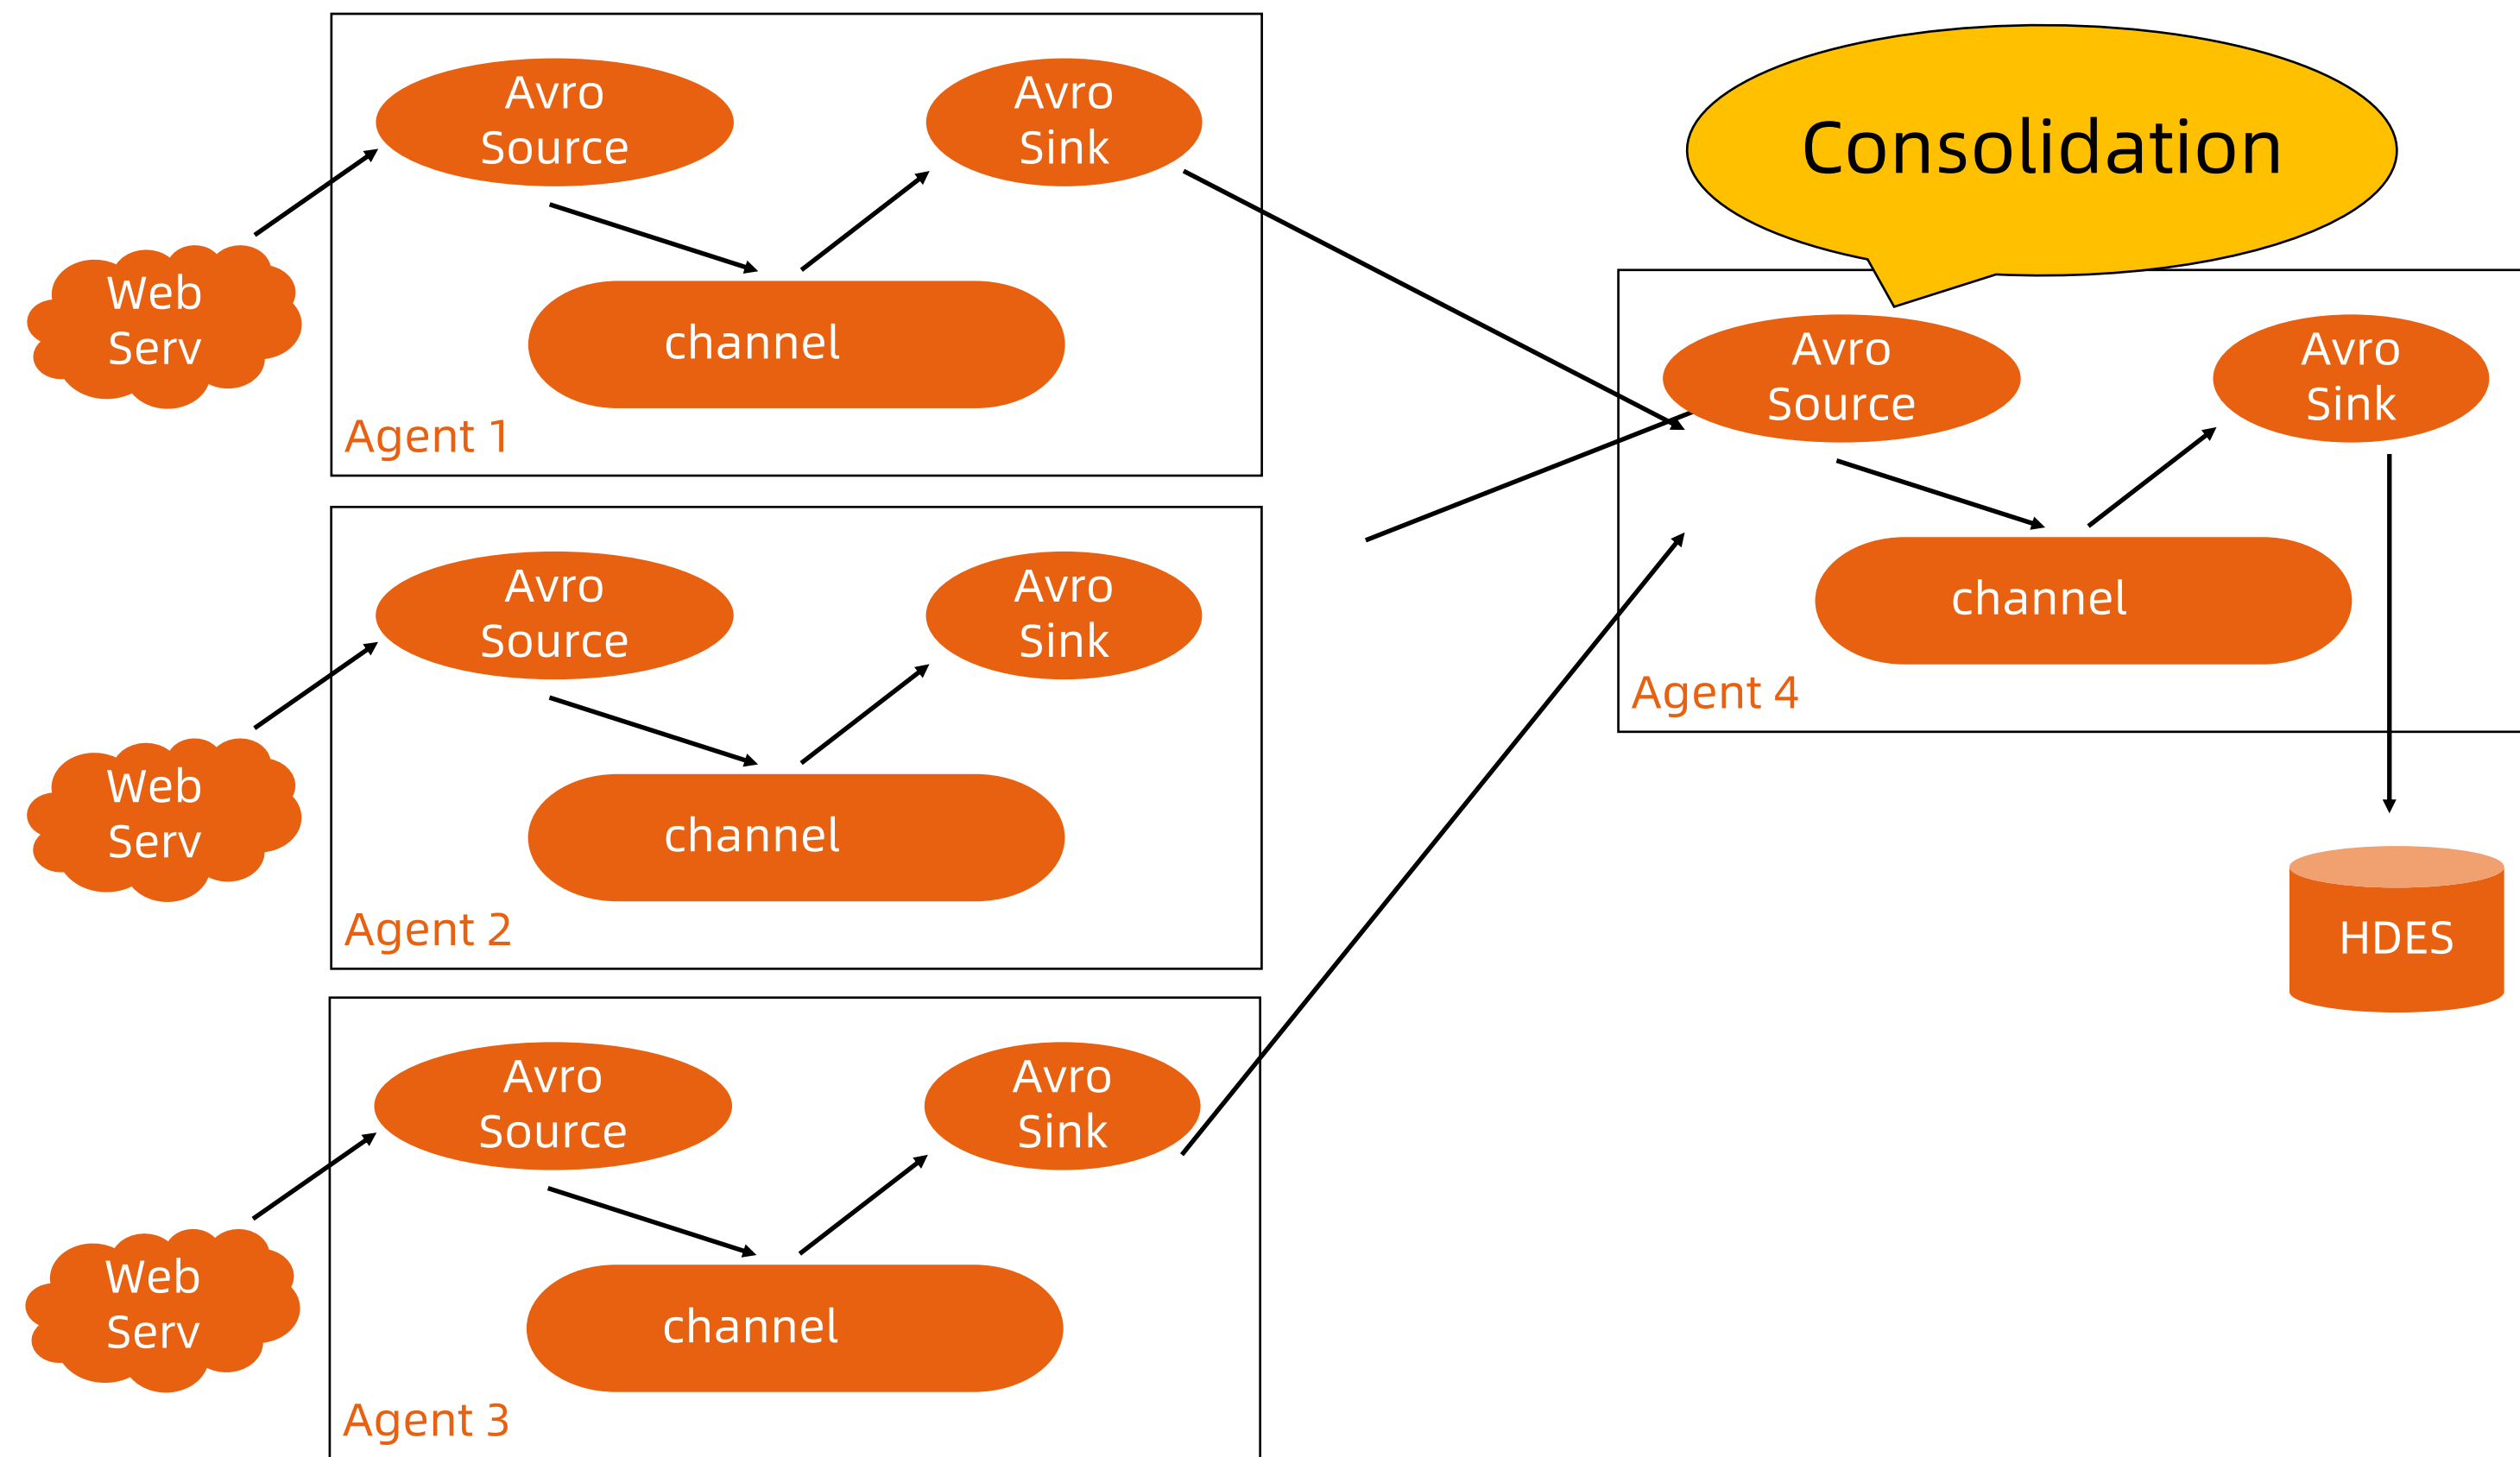 Avro
Source
Avro
Sink
Web
Serv
channel
Agent 1
Avro
Source
Avro
Sink
Web
Serv
channel
Agent 2
Avro
Source
Avro
Sink
Web
Serv
channel
Agent 3
Consolidation
Avro
Source
Avro
Sink
channel
Agent 4
HDES